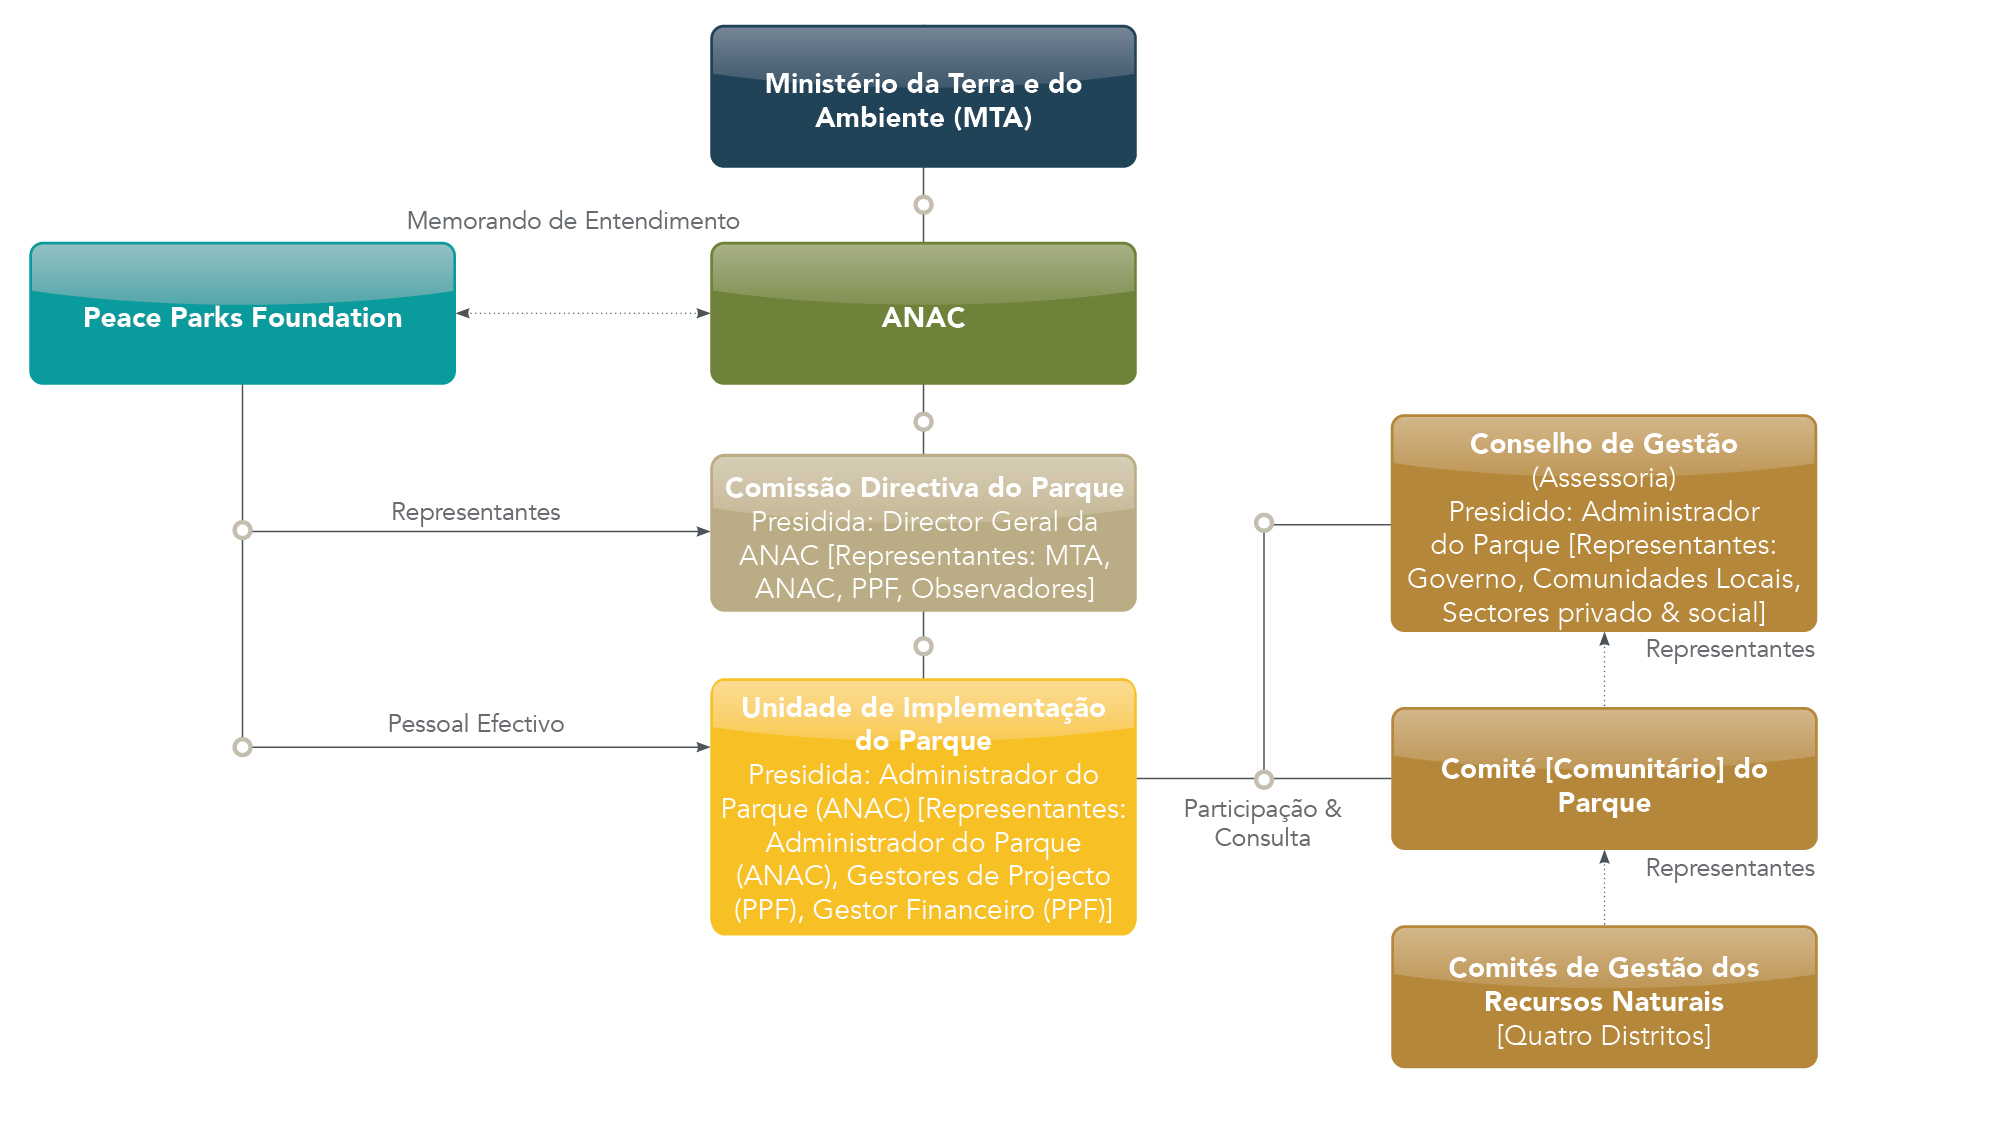 Ministério da Terra e do
Ambiente (MTA)
Memorando de Entendimento
Peace Parks Foundation
ANAC
Comissão Directiva do Parque
Presidida: Director Geral da
ANAC [Representantes: MTA,
ANAC, PPF, Observadores]
Representantes
Unidade de Implementação
do Parque
Presidida: Administrador do
Parque (ANAC) [Representantes:
Administrador do Parque
(ANAC), Gestores de Projecto
(PPF), Gestor Financeiro (PPF)]
Pessoal Efectivo
Participação &
Consulta
Conselho de Gestão
(Assessoria)
Presidido: Administrador
do Parque [Representantes:
Governo, Comunidades Locais,
Sectores privado & social]
Representantes
Comité [Comunitário] do
Parque
Representantes
Comités de Gestão dos
Recursos Naturais
[Quatro Distritos]